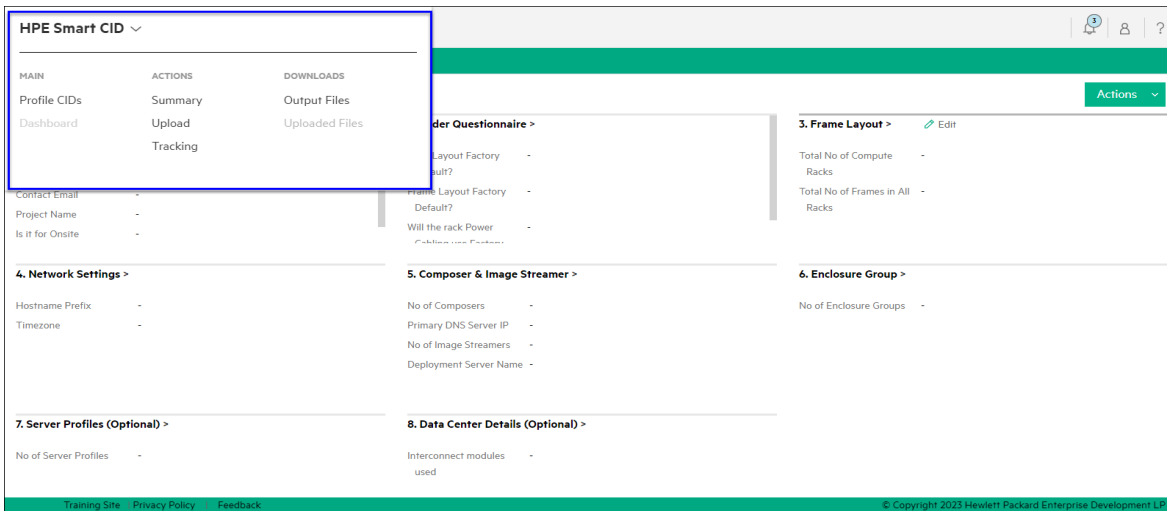 HPE Smart CID
3
?
MAIN
ACTIONS
DOWNLOADS
Profile CIDs
Summary
Output Files
Dashboard
Upload
Uploaded Files
Tracking
Actions
der Questionnaire >
3. Frame Layout >
Edit
Layout Factory -
ault?
Frame Layout Factory -
Default?
Will the rack Power -
Cabling use Factory
Total No of Compute -
Racks
Total No of Frames in All -
Racks
Contact Email -
Project Name -
Is it for Onsite -
4. Network Settings >
Hostname Prefix -
Timezone -
5. Composer & Image Streamer >
No of Composers -
Primary DNS Server IP -
No of Image Streamers -
Deployment Server Name -
6. Enclosure Group >
No of Enclosure Groups -
7. Server Profiles (Optional) >
No of Server Profiles -
8. Data Center Details (Optional) >
Interconnect modules -
used
Training Site | Privacy Policy | Feedback
© Copyright 2023 Hewlett Packard Enterprise Development LP